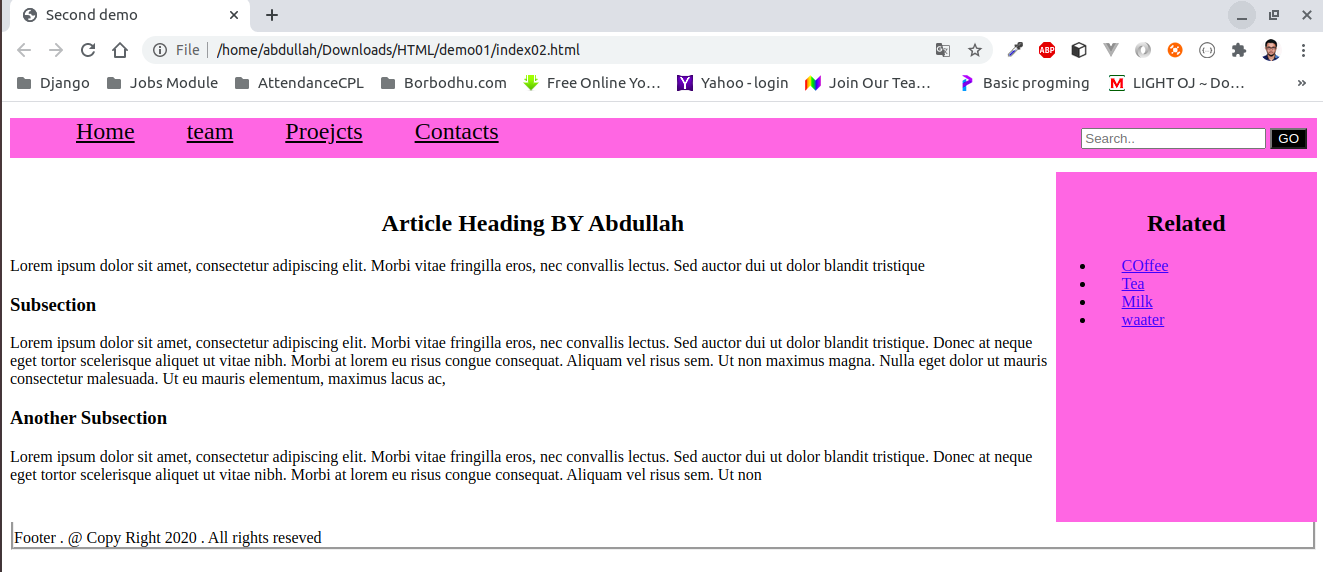 Second demo
File /home/abdullah/Downloads/HTML/demo01/index02.html
ABP
Django Jobs Module AttendanceCPL Borbodhu.com Free Online Yo… Yahoo - login Join Our Tea… Basic progming LIGHT OJ ~ Do… »
Home team Proejcts Contacts Search.. GO
Article Heading BY Abdullah
Lorem ipsum dolor sit amet, consectetur adipiscing elit. Morbi vitae fringilla eros, nec convallis lectus. Sed auctor dui ut dolor blandit tristique
Subsection
Lorem ipsum dolor sit amet, consectetur adipiscing elit. Morbi vitae fringilla eros, nec convallis lectus. Sed auctor dui ut dolor blandit tristique. Donec at neque
eget tortor scelerisque aliquet ut vitae nibh. Morbi at lorem eu risus congue consequat. Aliquam vel risus sem. Ut non maximus magna. Nulla eget dolor ut mauris
consectetur malesuada. Ut eu mauris elementum, maximus lacus ac,
Another Subsection
Lorem ipsum dolor sit amet, consectetur adipiscing elit. Morbi vitae fringilla eros, nec convallis lectus. Sed auctor dui ut dolor blandit tristique. Donec at neque
eget tortor scelerisque aliquet ut vitae nibh. Morbi at lorem eu risus congue consequat. Aliquam vel risus sem. Ut non
Related
COffee
Tea
Milk
waater
Footer . @ Copy Right 2020 . All rights reseved